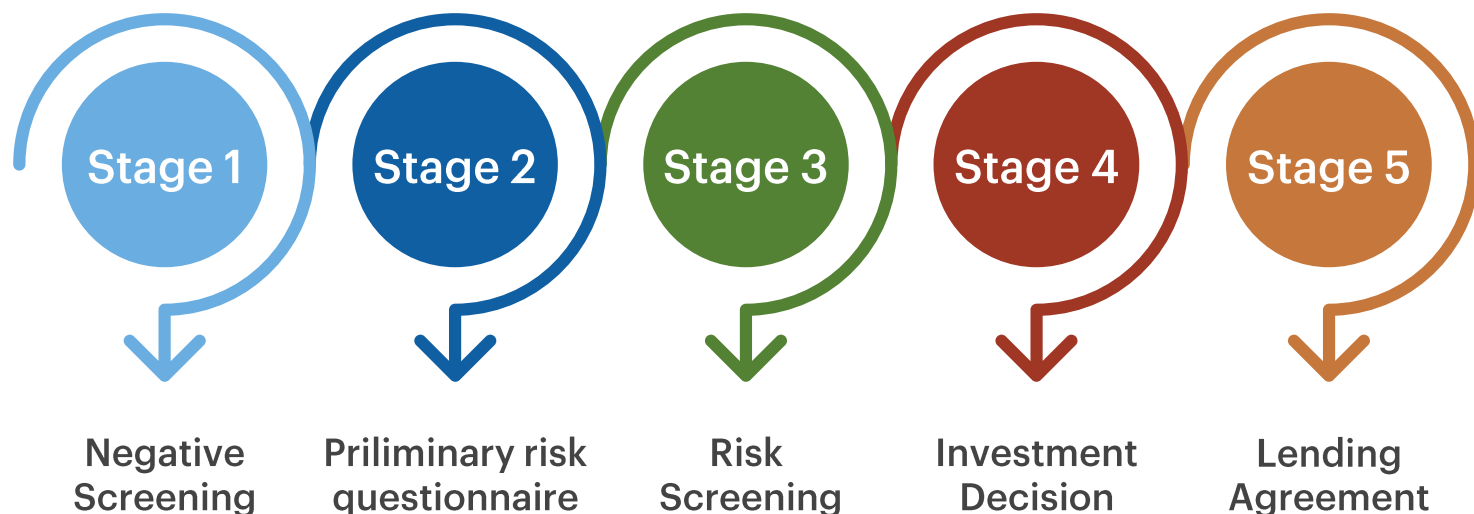 Stage 1
Stage 2
Stage 3
Stage 4
Stage 5
Negative
Screening
Priliminary risk
questionnaire
Risk
Screening
Investment
Decision
Lending
Agreement